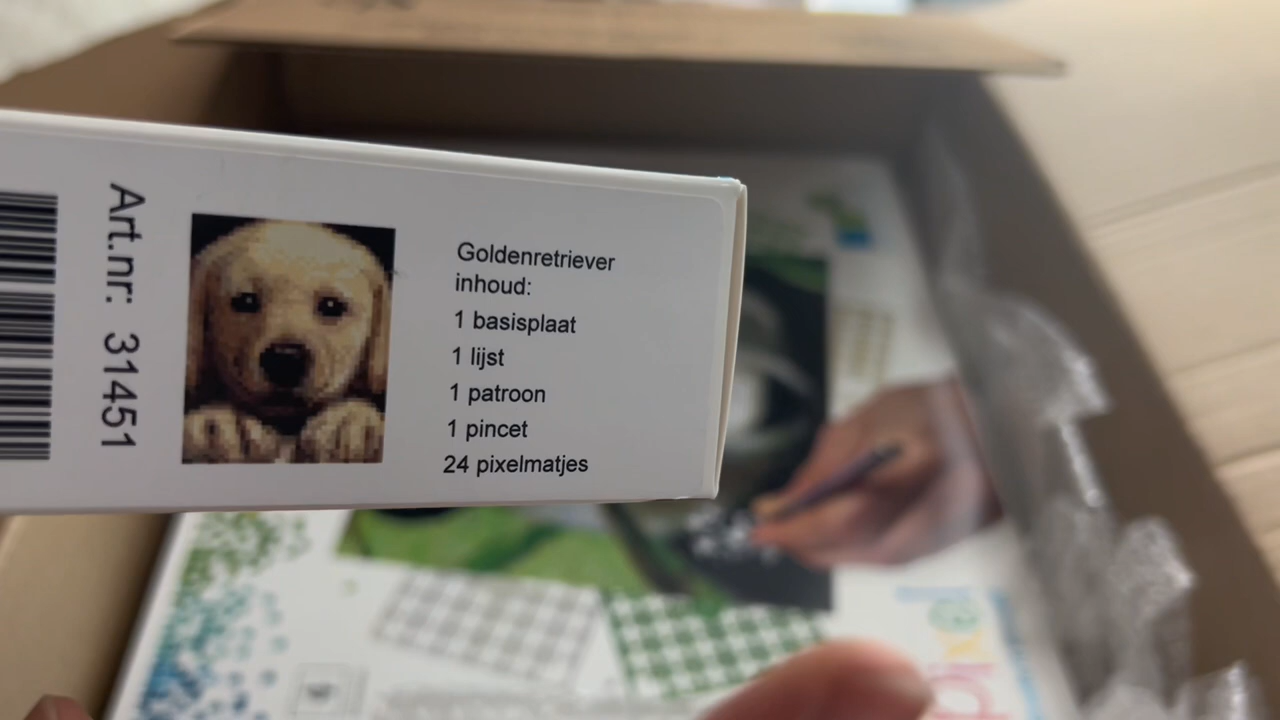 Art.nr: 31451
Goldenretriever
inhoud:
1 basisplaat
1 lijst
1 patroon
1 pincet
24 pixelmatjes